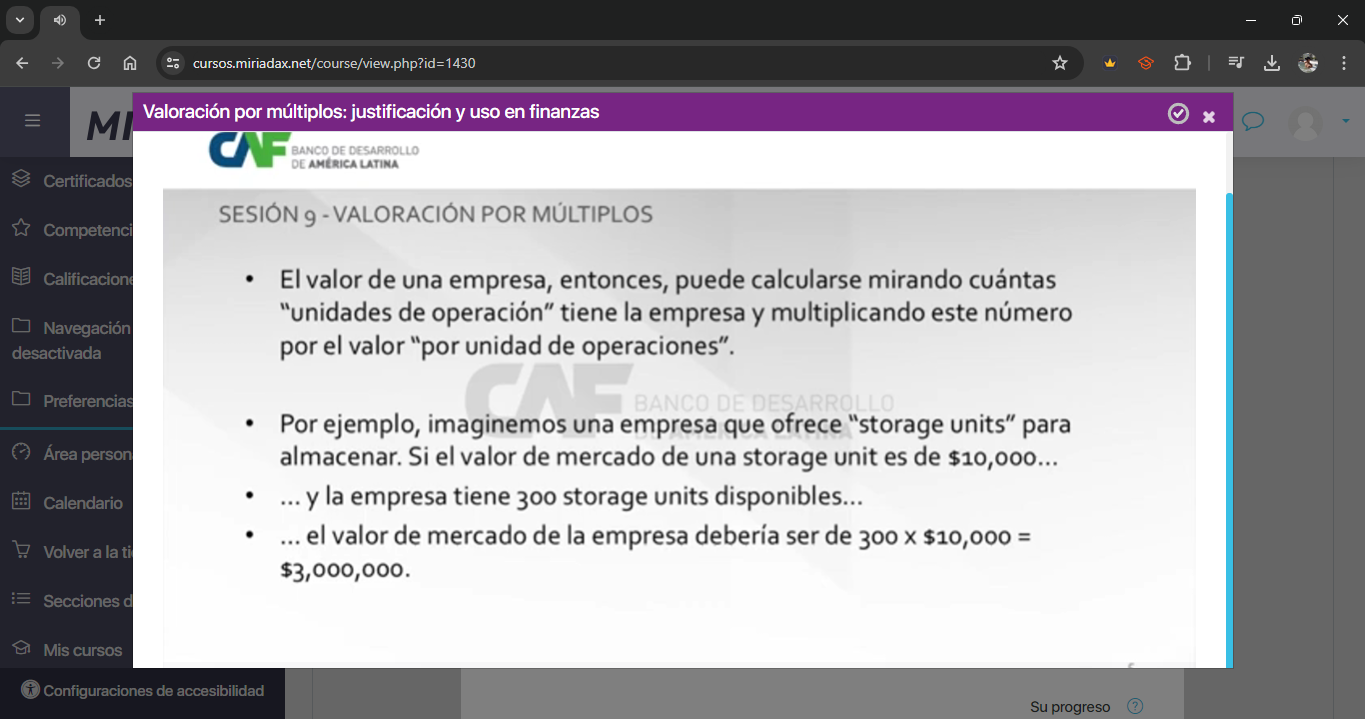 cursos.miriadax.net/course/view.php?id=1430
Valoración por múltiples: justificación y uso en finanzas
BANCO DE DESARROLLO
DE AMÉRICA LATINA
SESIÓN 9 - VALORACIÓN POR MÚLTIPLOS
• El valor de una empresa, entonces, puede calcularse mirando cuántas
“unidades de operación” tiene la empresa y multiplicando este número
por el valor “por unidad de operaciones”.
• Por ejemplo, imaginemos una empresa que ofrece “storage units” para
almacenar. Si el valor de mercado de una storage unit es de $10,000...
• ... y la empresa tiene 300 storage units disponibles...
• ... el valor de mercado de la empresa debería ser de 300 x $10,000 =
$3,000,000.
CAF
BANCO DE DESARROLLO
DE AMÉRICA LATINA
MI
Certificados
Competenci
Calificacione
Navegación
desactivada
Preferencias
Área person
Calendario
Volver a la ti
Secciones d
Mis cursos
Configuraciones de accesibilidad
Su progreso